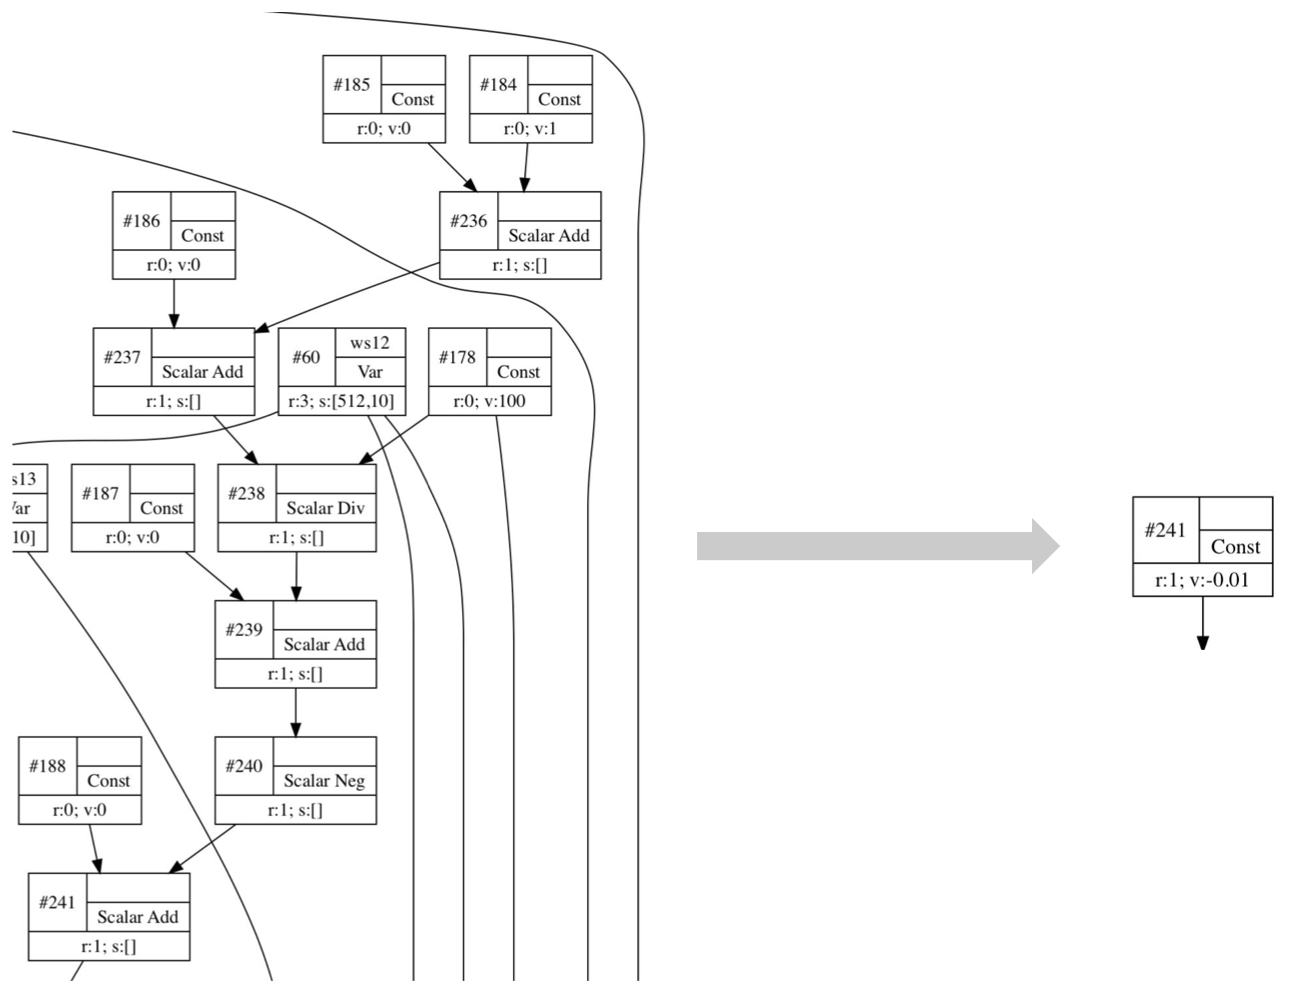 #185
Const
r:0; v:0
#184
Const
r:0; v:1
#186
Const
r:0; v:0
#236
Scalar Add
r:1; s:[]
#237
Scalar Add
r:1; s:[]
#60
ws12
Var
r:3; s:[512,10]
#178
Const
r:0; v:100
s13
Var
10]
#187
Const
r:0; v:0
#238
Scalar Div
r:1; s:[]
#241
Const
r:1; v:-0.01
#239
Scalar Add
r:1; s:[]
#188
Const
r:0; v:0
#240
Scalar Neg
r:1; s:[]
#241
Scalar Add
r:1; s:[]